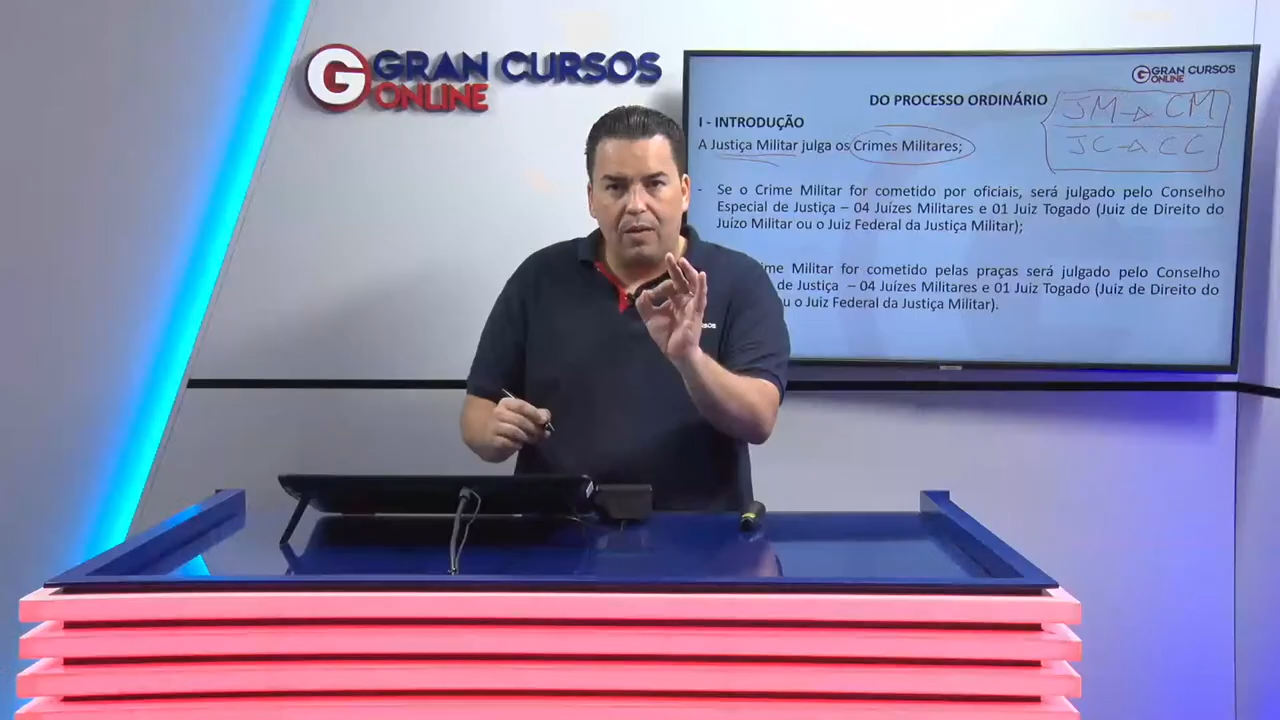 GRAN CURSOS
ONLINE
GRAN CURSOS
ONLINE
DO PROCESSO ORDINÁRIO
JM → CM
JC → CC
I - INTRODUÇÃO
A Justiça Militar julga os Crimes Militares;
- Se o Crime Militar for cometido por oficiais, será julgado pelo Conselho
Especial de Justiça – 04 Juízes Militares e 01 Juiz Togado (Juiz de Direito do
Juízo Militar ou o Juiz Federal da Justiça Militar);
Militar for cometido pelas praças será julgado pelo Conselho
de Justiça – 04 Juízes Militares e 01 Juiz Togado (Juiz de Direito do
ou o Juiz Federal da Justiça Militar).